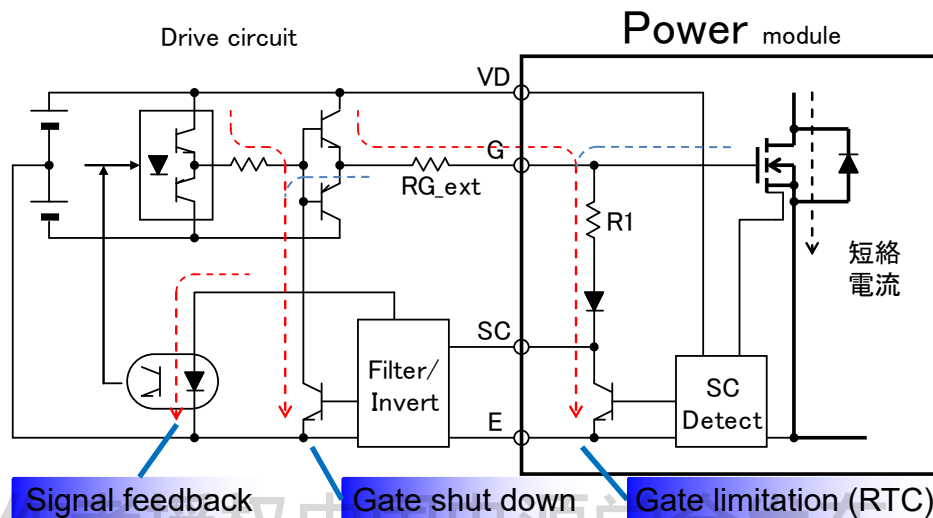 Drive circuit
Power module
VD
G
RG_ext
R1
短絡
電流
SC
Filter/
Invert
SC
Detect
E
Signal feedback
Gate shut down
Gate limitation (RTC)